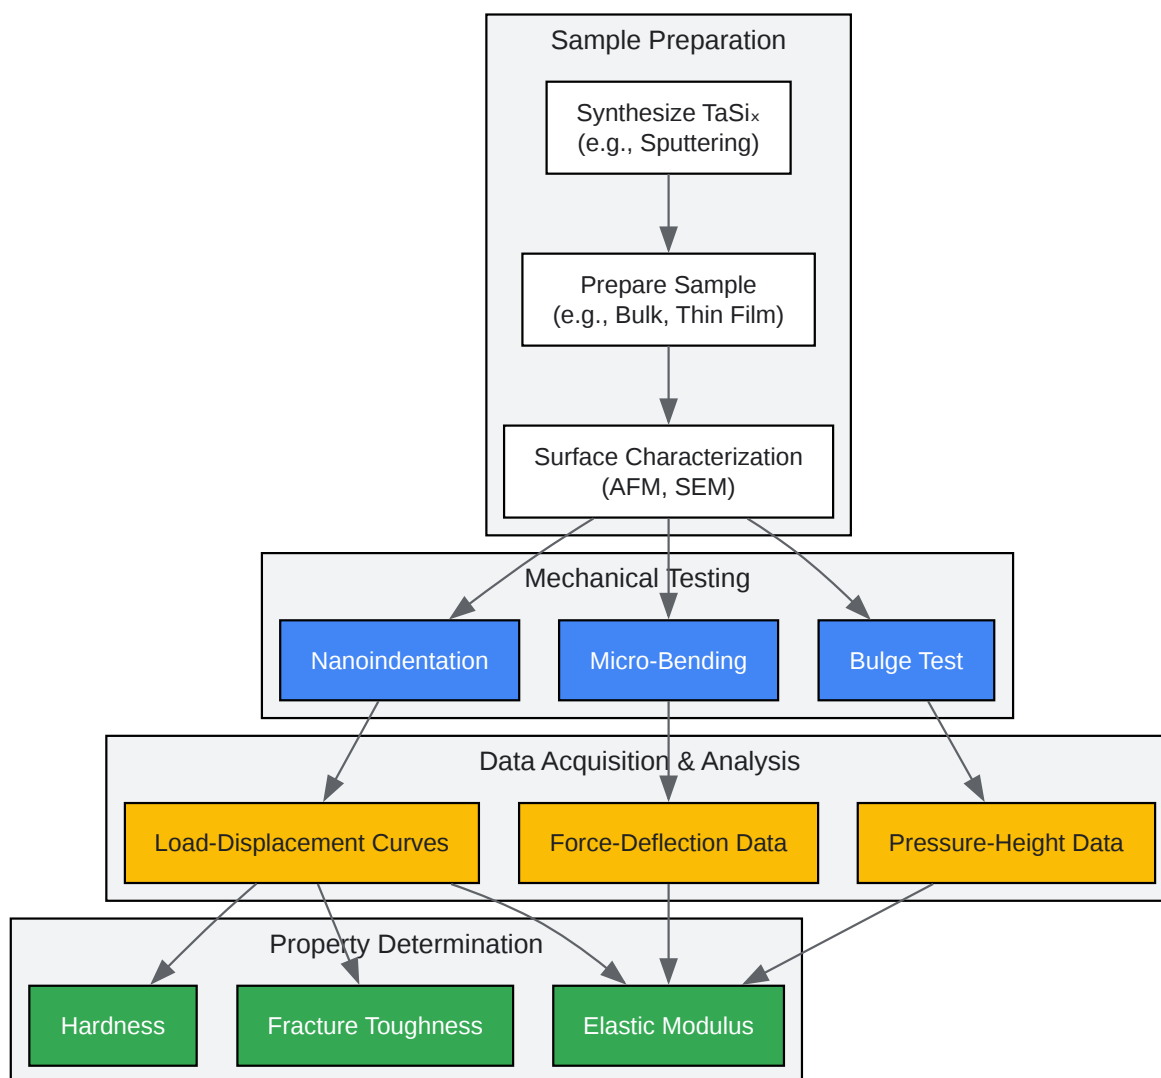 Sample Preparation
Synthesize TaSiₓ
(e.g., Sputtering)
Prepare Sample
(e.g., Bulk, Thin Film)
Surface Characterization
(AFM, SEM)
Mechanical Testing
Nanoindentation
Micro-Bending
Bulge Test
Data Acquisition & Analysis
Load-Displacement Curves
Force-Deflection Data
Pressure-Height Data
Property Determination
Hardness
Fracture Toughness
Elastic Modulus